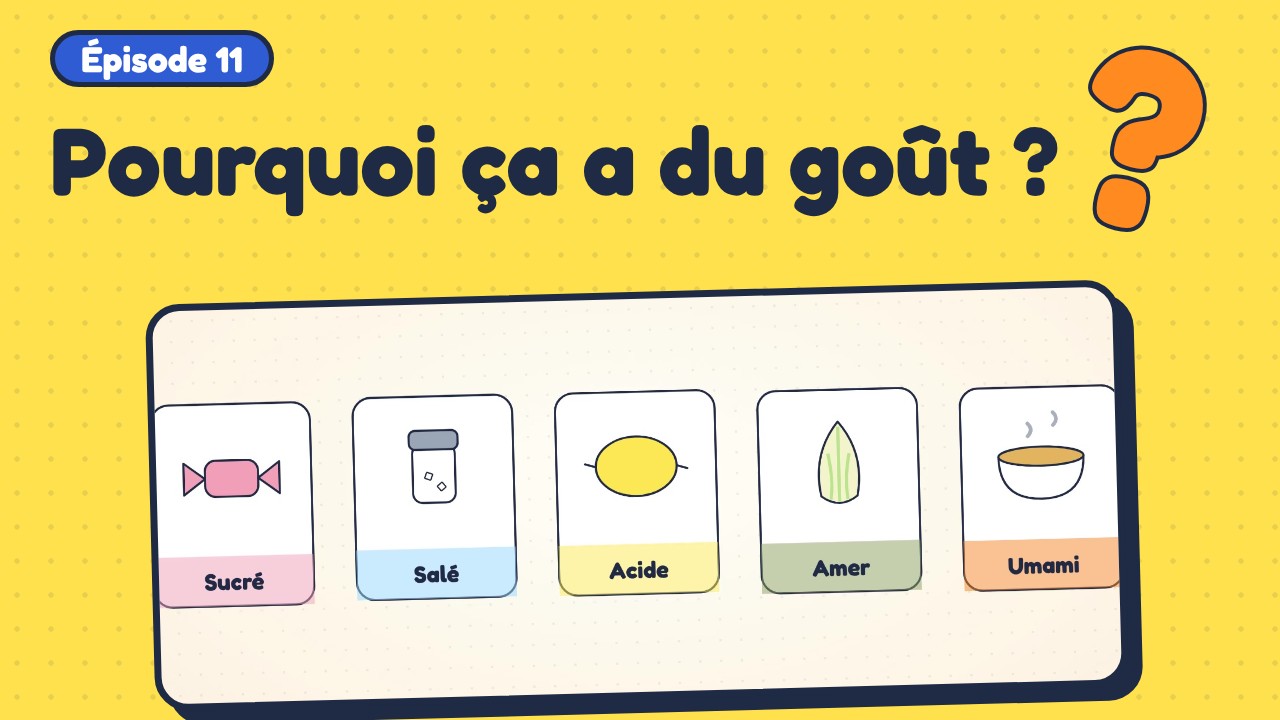 Épisode 11
Pourquoi ça a du goût ?
?
Sucré
Salé
Acide
Amer
Umami